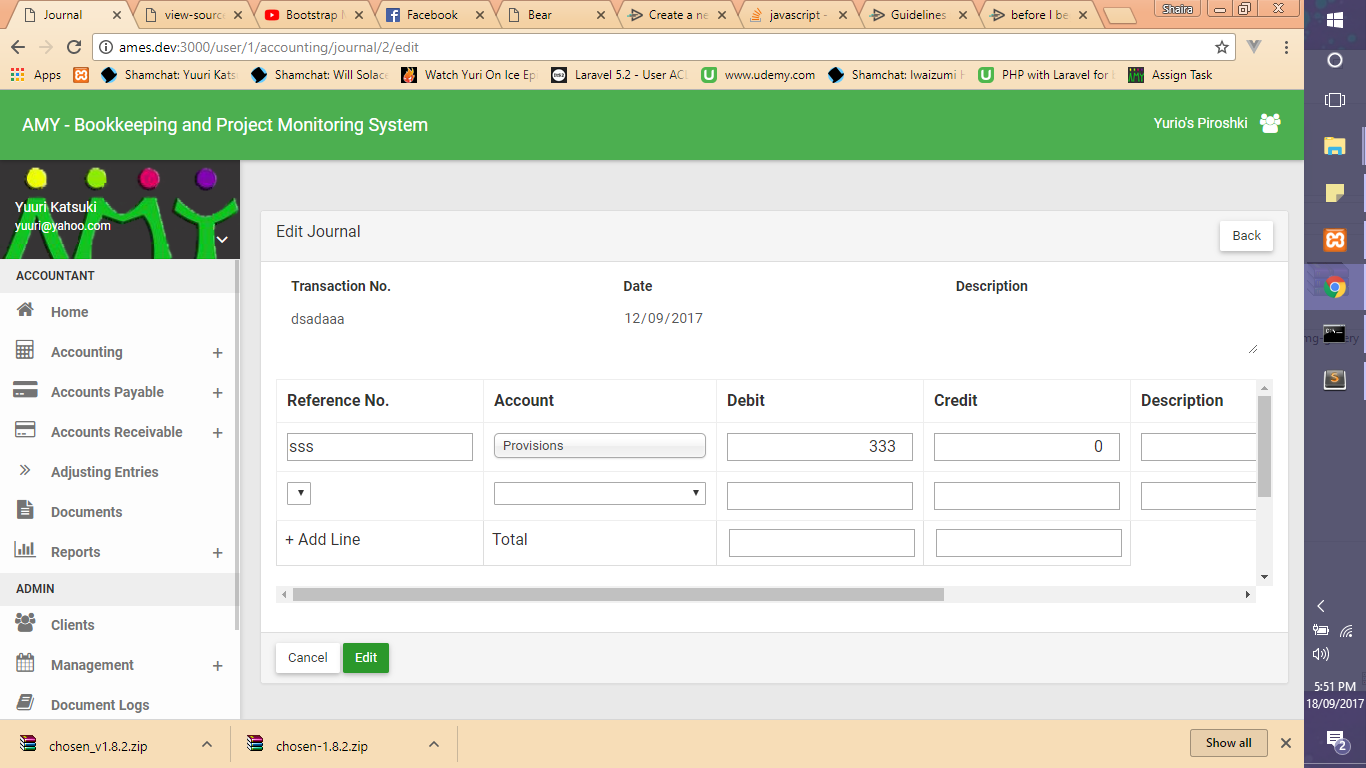 Journal
view-sourc
Bootstrap
Facebook
Bear
Create a ne
javascript -
Guidelines
before I be
Shaira
ames.dev:3000/user/1/accounting/journal/2/edit
Apps
Shamchat: Yuuri Kats
Shamchat: Will Solace
Watch Yuri On Ice Ep
Laravel 5.2 - User ACL
www.udemy.com
Shamchat: Iwaizumi H
PHP with Laravel for
Assign Task
AMY - Bookkeeping and Project Monitoring System
Yurio's Piroshki
AMY
Yuuri Katsuki
yuuri@yahoo.com
ACCOUNTANT
Home
Accounting +
Accounts Payable +
Accounts Receivable +
Adjusting Entries
Documents
Reports +
ADMIN
Clients
Management +
Document Logs
Edit Journal
Back
Transaction No. Date Description
dsadaaa 12/09/2017
Reference No. Account Debit Credit Description
sss Provisions 333 0
+ Add Line Total
Cancel Edit
chosen_v1.8.2.zip
chosen-1.8.2.zip
Show all
5:51 PM
18/09/2017
2